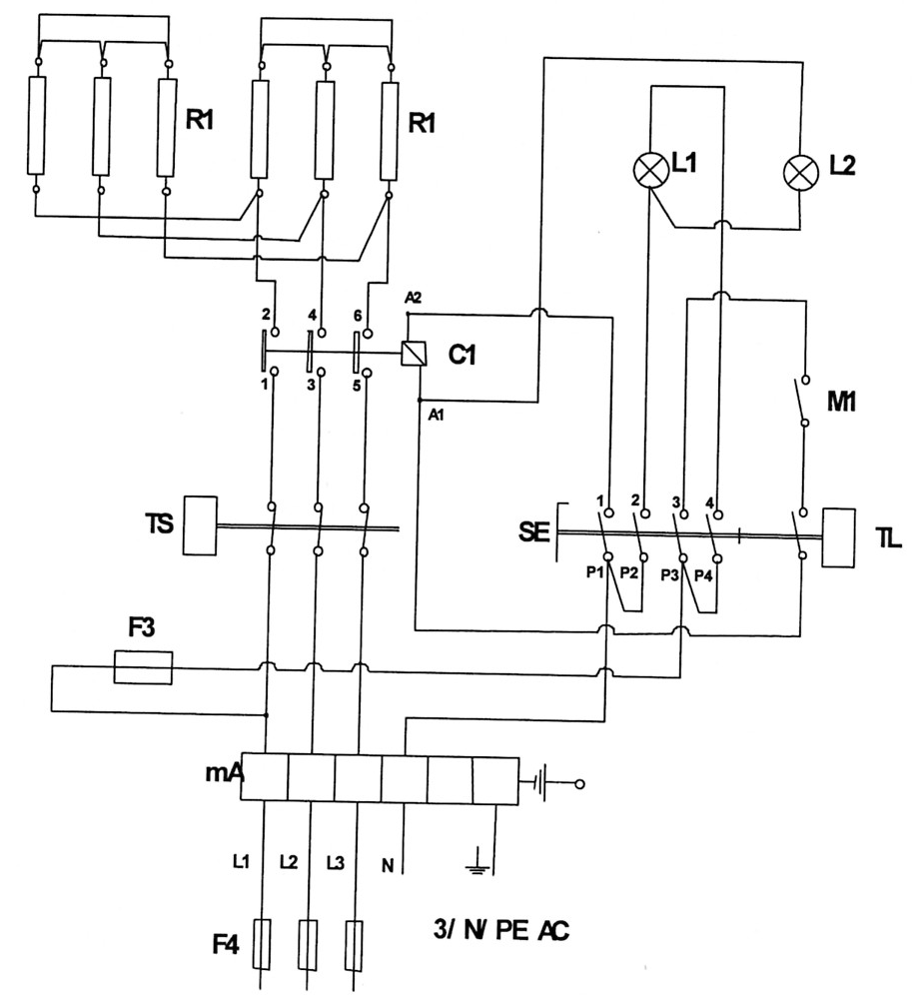 R1
R1
L1
L2
A2
2
4
6
C1
1
3
5
A1
M1
TS
1
2
3
4
SE
TL
P1
P2
P3
P4
F3
mA
L1
L2
L3
N
F4
3/ N/ PE AC